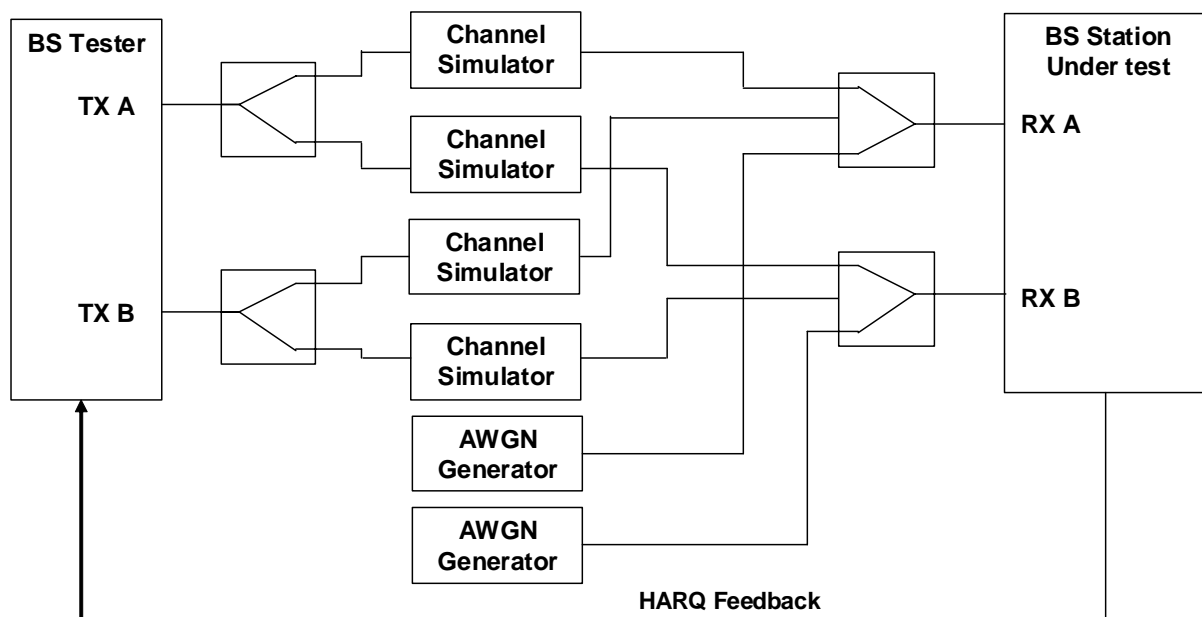 BS Tester
TX A
TX B
Channel
Simulator
Channel
Simulator
Channel
Simulator
Channel
Simulator
AWGN
Generator
AWGN
Generator
BS Station
Under test
RX A
RX B
HARQ Feedback